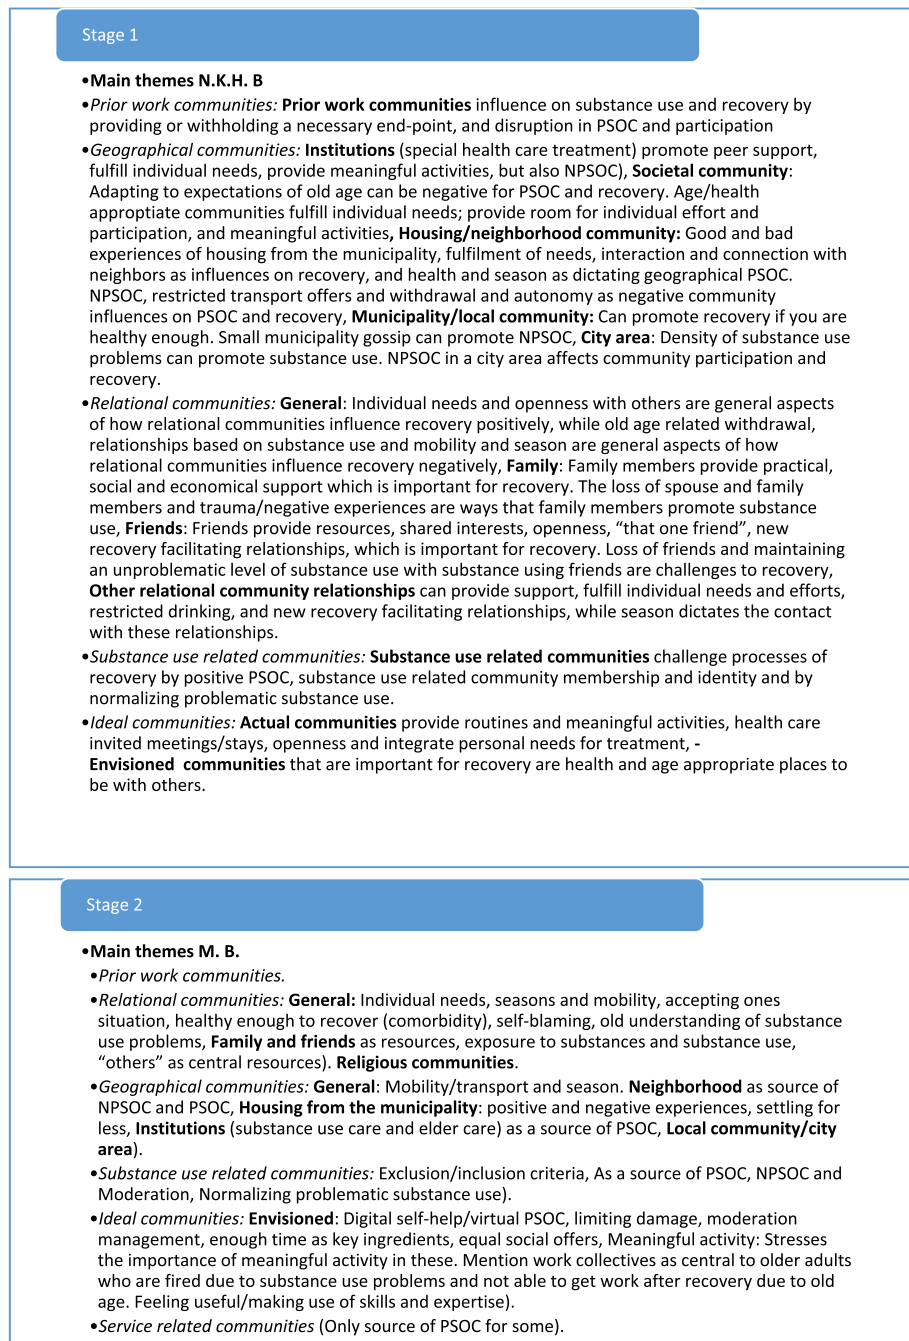 Stage 1
•Main themes N.K.H. B
•Prior work communities: Prior work communities influence on substance use and recovery by
providing or withholding a necessary end-point, and disruption in PSOC and participation
•Geographical communities: Institutions (special health care treatment) promote peer support,
fulfill individual needs, provide meaningful activities, but also NPSOC), Societal community:
Adapting to expectations of old age can be negative for PSOC and recovery. Age/health
approptiate communities fulfill individual needs; provide room for individual effort and
participation, and meaningful activities, Housing/neighborhood community: Good and bad
experiences of housing from the municipality, fulfilment of needs, interaction and connection with
neighbors as influences on recovery, and health and season as dictating geographical PSOC.
NPSOC, restricted transport offers and withdrawal and autonomy as negative community
influences on PSOC and recovery, Municipality/local community: Can promote recovery if you are
healthy enough. Small municipality gossip can promote NPSOC, City area: Density of substance use
problems can promote substance use. NPSOC in a city area affects community participation and
recovery.
•Relational communities: General: Individual needs and openness with others are general aspects
of how relational communities influence recovery positively, while old age related withdrawal,
relationships based on substance use and mobility and season are general aspects of how
relational communities influence recovery negatively, Family: Family members provide practical,
social and economical support which is important for recovery. The loss of spouse and family
members and trauma/negative experiences are ways that family members promote substance
use, Friends: Friends provide resources, shared interests, openness, “that one friend”, new
recovery facilitating relationships, which is important for recovery. Loss of friends and maintaining
an unproblematic level of substance use with substance using friends are challenges to recovery,
Other relational community relationships can provide support, fulfill individual needs and efforts,
restricted drinking, and new recovery facilitating relationships, while season dictates the contact
with these relationships.
•Substance use related communities: Substance use related communities challenge processes of
recovery by positive PSOC, substance use related community membership and identity and by
normalizing problematic substance use.
•Ideal communities: Actual communities provide routines and meaningful activities, health care
invited meetings/stays, openness and integrate personal needs for treatment, -
Envisioned communities that are important for recovery are health and age appropriate places to
be with others.
Stage 2
•Main themes M. B.
•Prior work communities.
•Relational communities: General: Individual needs, seasons and mobility, accepting ones
situation, healthy enough to recover (comorbidity), self-blaming, old understanding of substance
use problems, Family and friends as resources, exposure to substances and substance use,
“others” as central resources). Religious communities.
•Geographical communities: General: Mobility/transport and season. Neighborhood as source of
NPSOC and PSOC, Housing from the municipality: positive and negative experiences, settling for
less, Institutions (substance use care and elder care) as a source of PSOC, Local community/city
area).
•Substance use related communities: Exclusion/inclusion criteria, As a source of PSOC, NPSOC and
Moderation, Normalizing problematic substance use).
•Ideal communities: Envisioned: Digital self-help/virtual PSOC, limiting damage, moderation
management, enough time as key ingredients, equal social offers, Meaningful activity: Stresses
the importance of meaningful activity in these. Mention work collectives as central to older adults
who are fired due to substance use problems and not able to get work after recovery due to old
age. Feeling useful/making use of skills and expertise).
•Service related communities (Only source of PSOC for some).